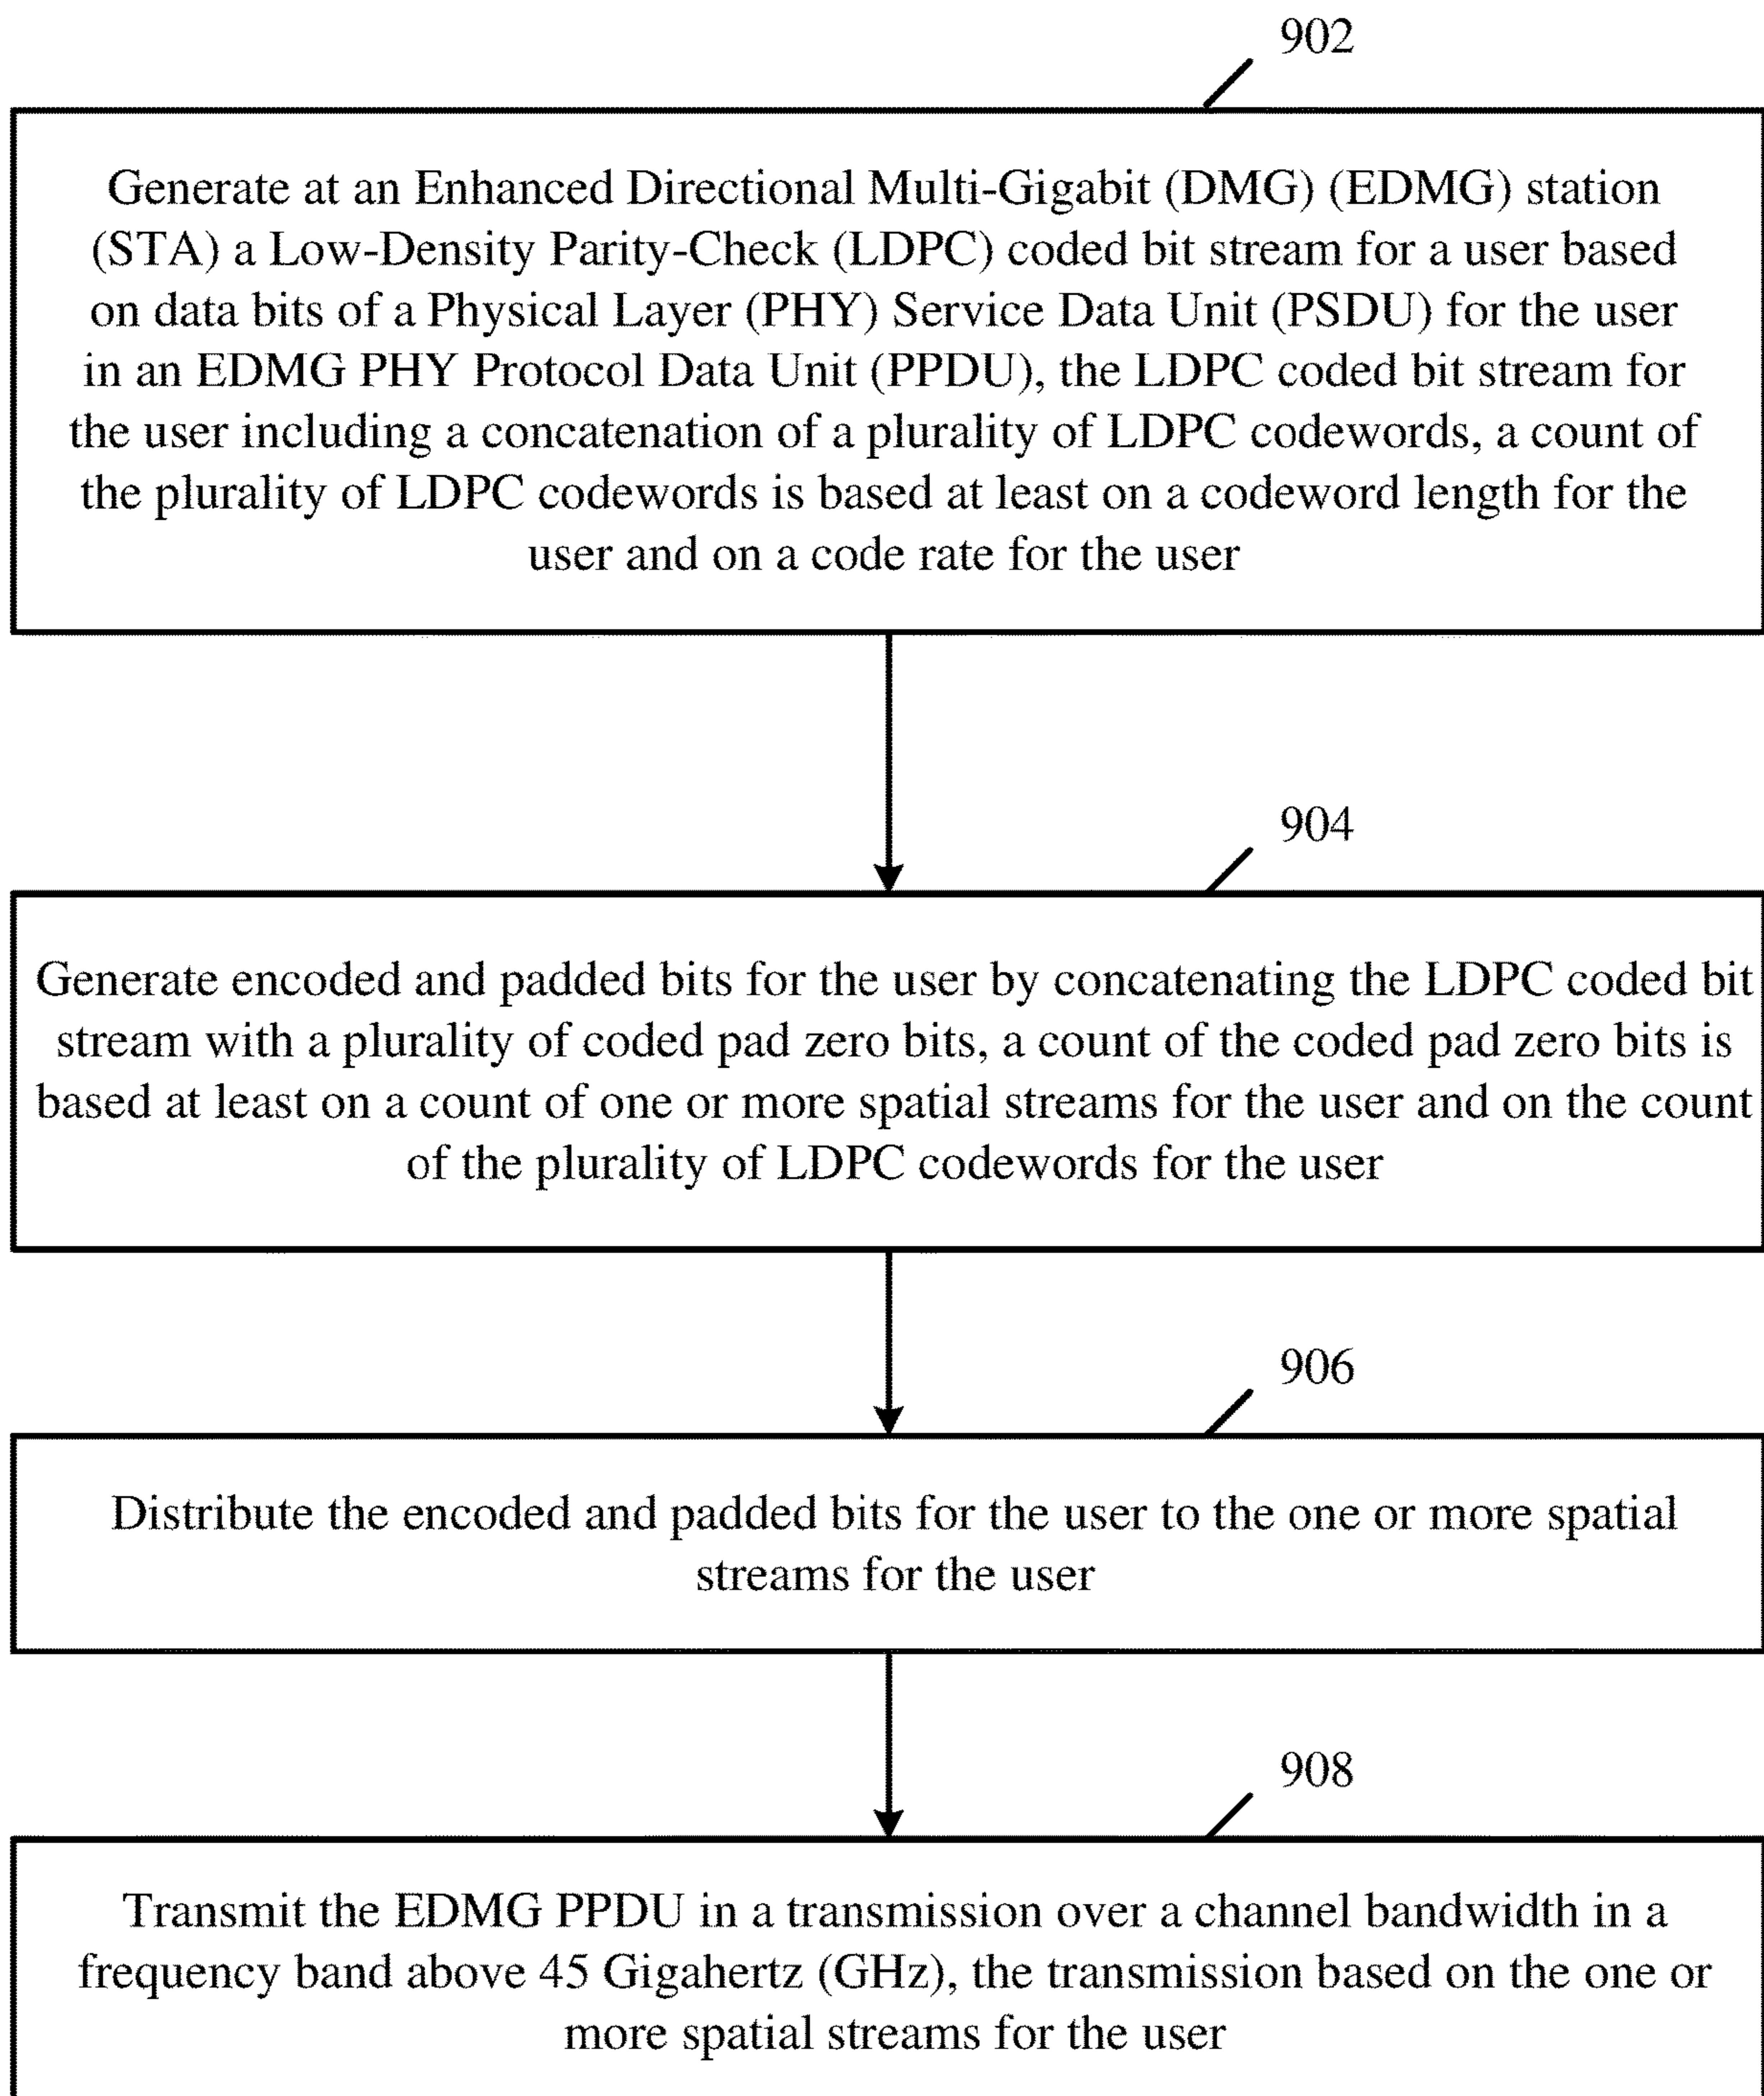 902
Generate at an Enhanced Directional Multi-Gigabit (DMG) (EDMG) station
(STA) a Low-Density Parity-Check (LDPC) coded bit stream for a user based
on data bits of a Physical Layer (PHY) Service Data Unit (PSDU) for the user
in an EDMG PHY Protocol Data Unit (PPDU), the LDPC coded bit stream for
the user including a concatenation of a plurality of LDPC codewords, a count of
the plurality of LDPC codewords is based at least on a codeword length for the
user and on a code rate for the user
904
Generate encoded and padded bits for the user by concatenating the LDPC coded bit
stream with a plurality of coded pad zero bits, a count of the coded pad zero bits is
based at least on a count of one or more spatial streams for the user and on the count
of the plurality of LDPC codewords for the user
906
Distribute the encoded and padded bits for the user to the one or more spatial
streams for the user
908
Transmit the EDMG PPDU in a transmission over a channel bandwidth in a
frequency band above 45 Gigahertz (GHz), the transmission based on the one or
more spatial streams for the user